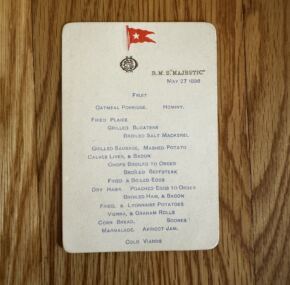 R.M.S. "MAJESTIC"
MAY 27 1898
FRUIT
OATMEAL PORRIDGE. HOMINY.
FRIED PLAICE
GRILLED BLOATERS
BROILED SALT MACKEREL
GRILLED SAUSAGE, MASHED POTATO
CALVES LIVER, & BACON
CHOPS BROILED TO ORDER
BROILED BEEFSTEAK
FRIED & BOILED EGGS
DRY HASH. POACHED EGGS TO ORDER
BROILED HAM, & BACON
FRIED, & LYONNAISE POTATOES
VIENNA, & GRAHAM ROLLS
CORN BREAD. SCONES
MARMALADE. APRICOT JAM.
COLD VIANDS